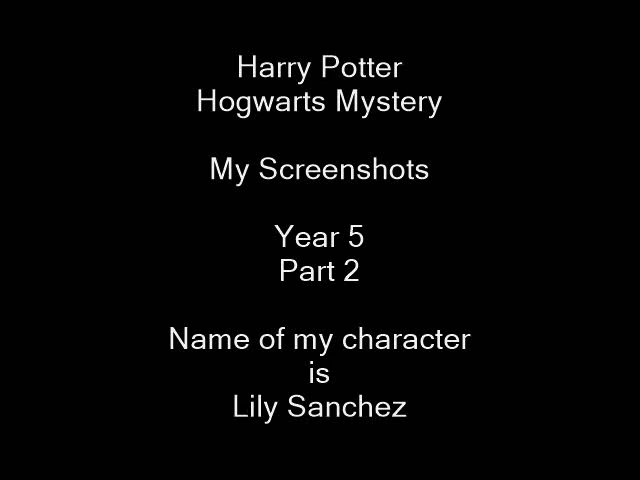 Harry Potter
Hogwarts Mystery
My Screenshots
Year 5
Part 2
Name of my character
is
Lily Sanchez